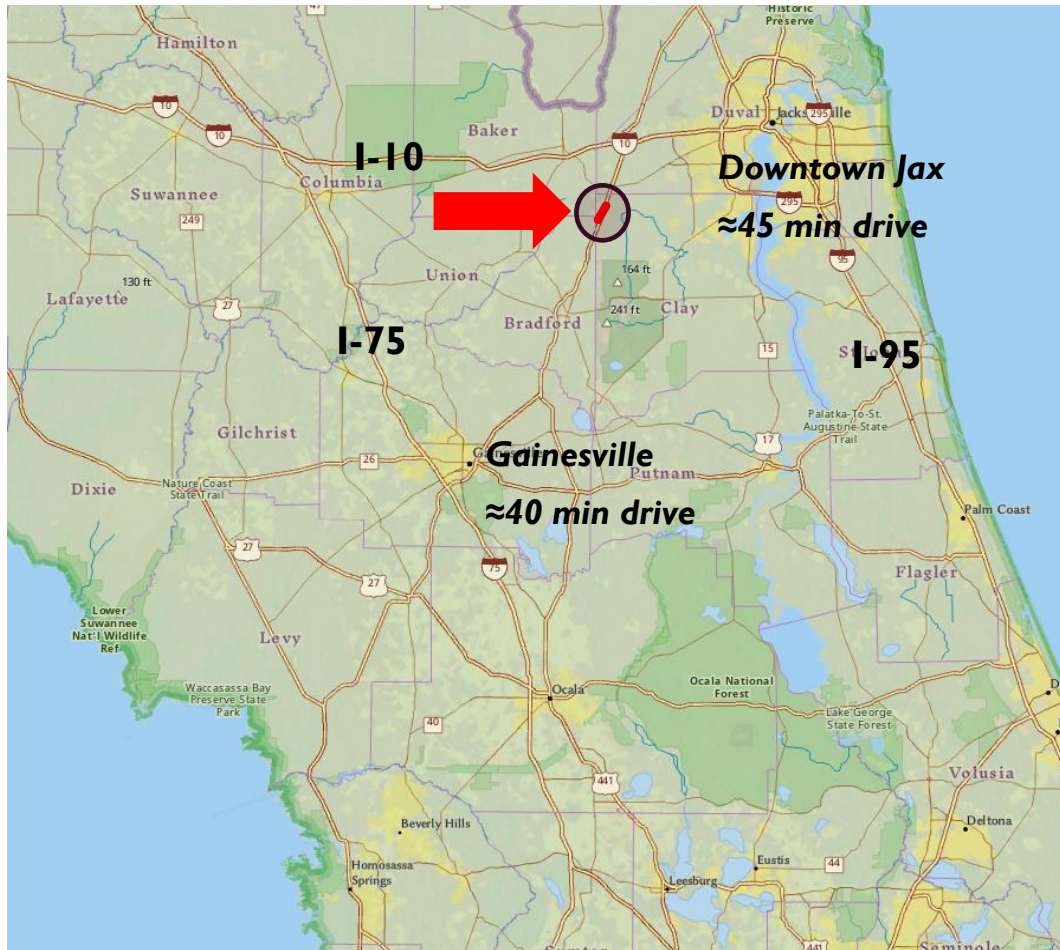 Historic
Preserve
47
Hamilton
10
10
Baker
Duval
295
Jacksonville
10
I-10
Columbia
Suwannee
249
Downtown Jax
295
≈45 min drive
95
Union
164 ft
130 ft
Lafayette
27
241 ft
Clay
Bradford
I-75
15
I-95
Palatka-To-St.
Augustine State
Trail
17
Gilchrist
26
Gainesville
Putnam
Dixie
Nature Coast
State Trail
≈40 min drive
Palm Coast
27
75
27
Flagler
Lower
Suwannee
Nat'l Wildlife
Ref
Levy
Waccasassa Bay
Preserve State
Park
Ocala
Ocala National
Forest
Lake George
State Forest
40
441
Volusia
Beverly Hills
Deltona
Homosassa
Springs
Eustis
44
Leesburg
441
Sumter
Seminole